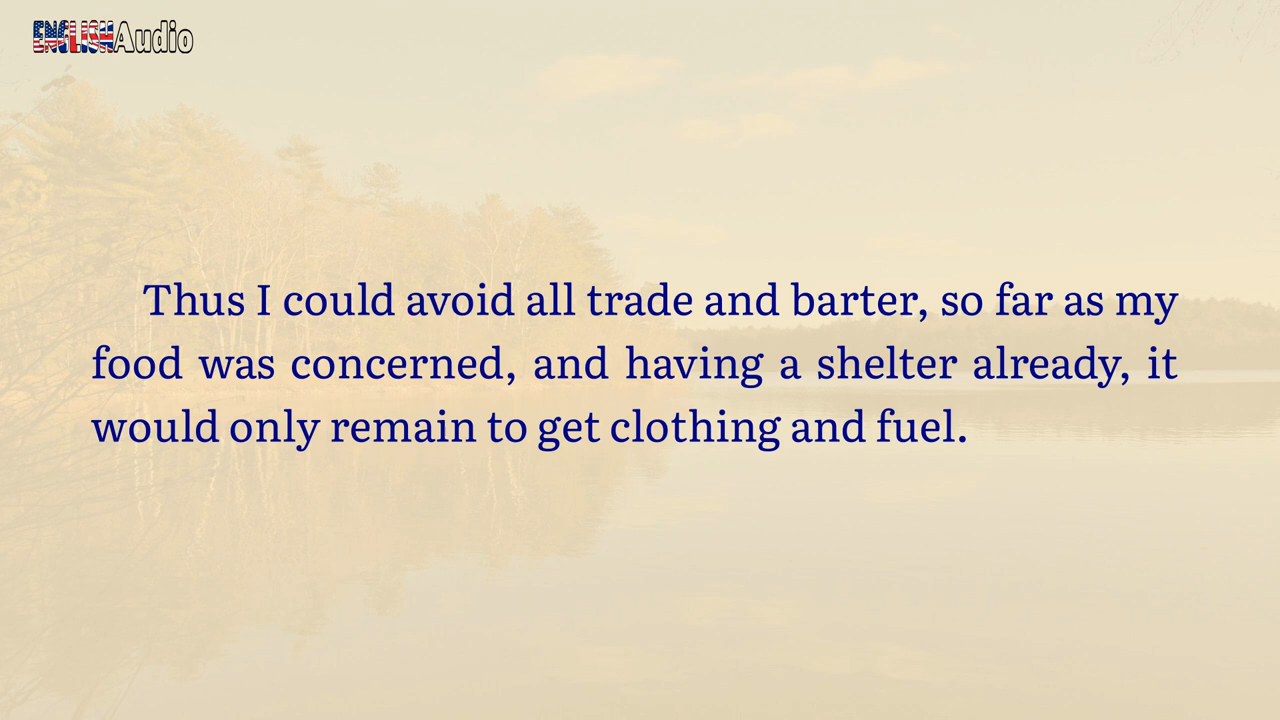 ENGLISHAudio
Thus I could avoid all trade and barter, so far as my
food was concerned, and having a shelter already, it
would only remain to get clothing and fuel.